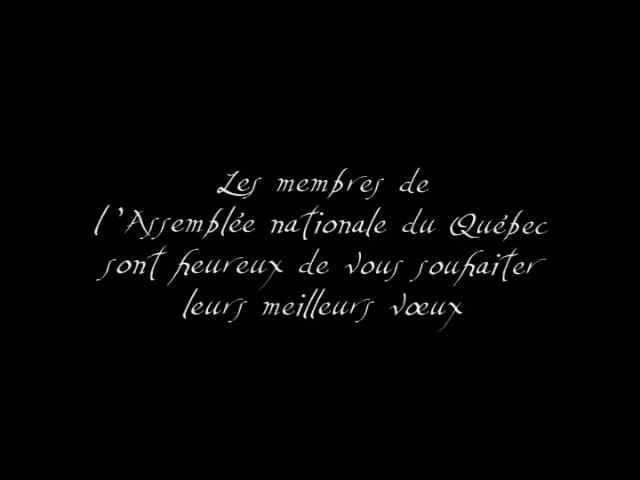 Les membres de
l'Assemblée nationale du Québec
sont heureux de vous souhaiter
leurs meilleurs vœux